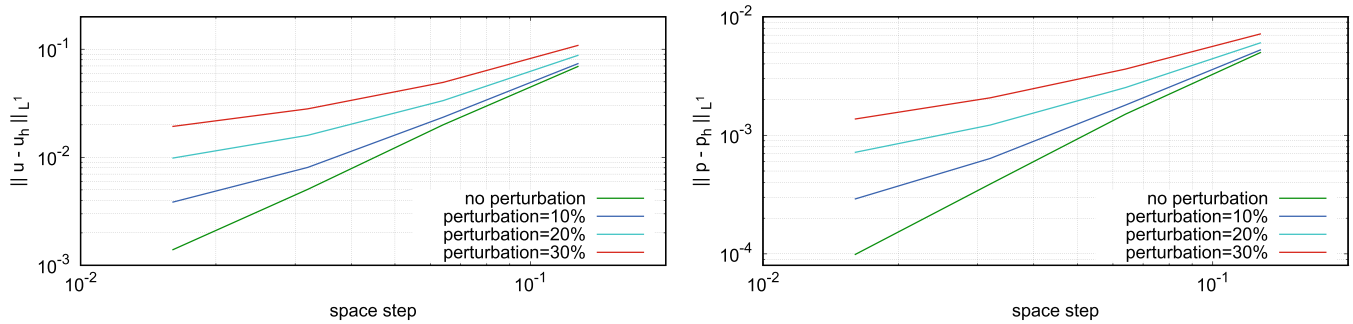 10^-1
10^-2
10^-3
|| u - u_h ||_L^1
no perturbation
perturbation=10%
perturbation=20%
perturbation=30%
10^-2
10^-1
space step
10^-2
10^-3
10^-4
|| p - p_h ||_L^1
no perturbation
perturbation=10%
perturbation=20%
perturbation=30%
10^-2
10^-1
space step